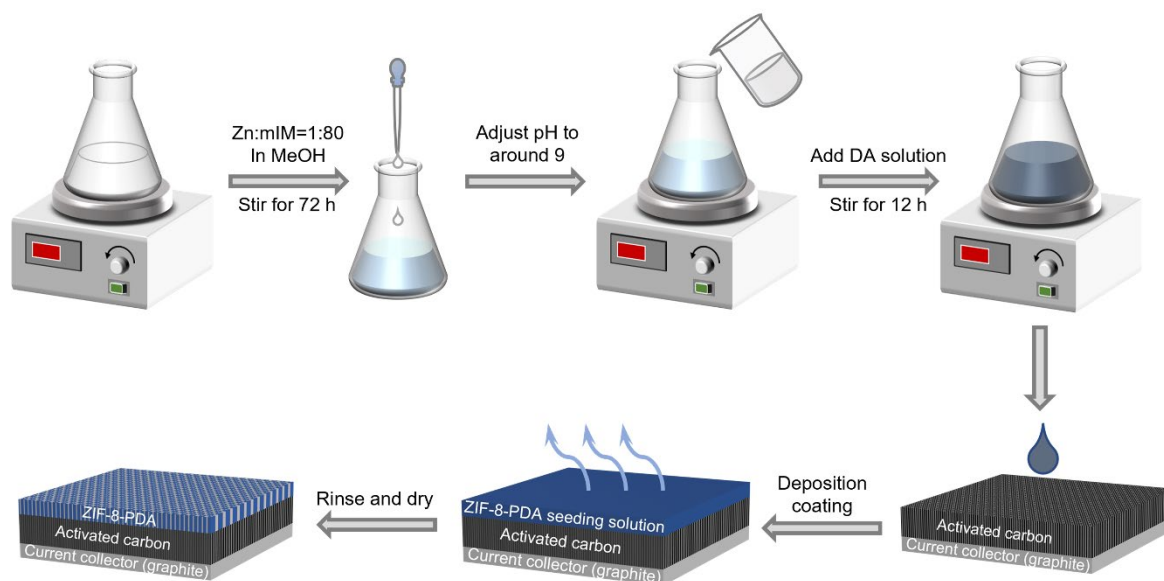 Zn:mIM=1:80
In MeOH
Stir for 72 h
Adjust pH to
around 9
Add DA solution
Stir for 12 h
ZIF-8-PDA
Activated carbon
Current collector (graphite)
Rinse and dry
ZIF-8-PDA seeding solution
Activated carbon
Current collector (graphite)
Deposition
coating
Activated carbon
Current collector (graphite)